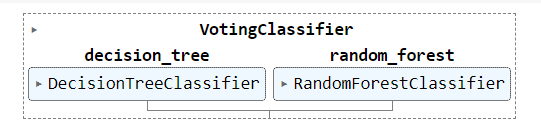 VotingClassifier
decision_tree random_forest
DecisionTreeClassifier RandomForestClassifier